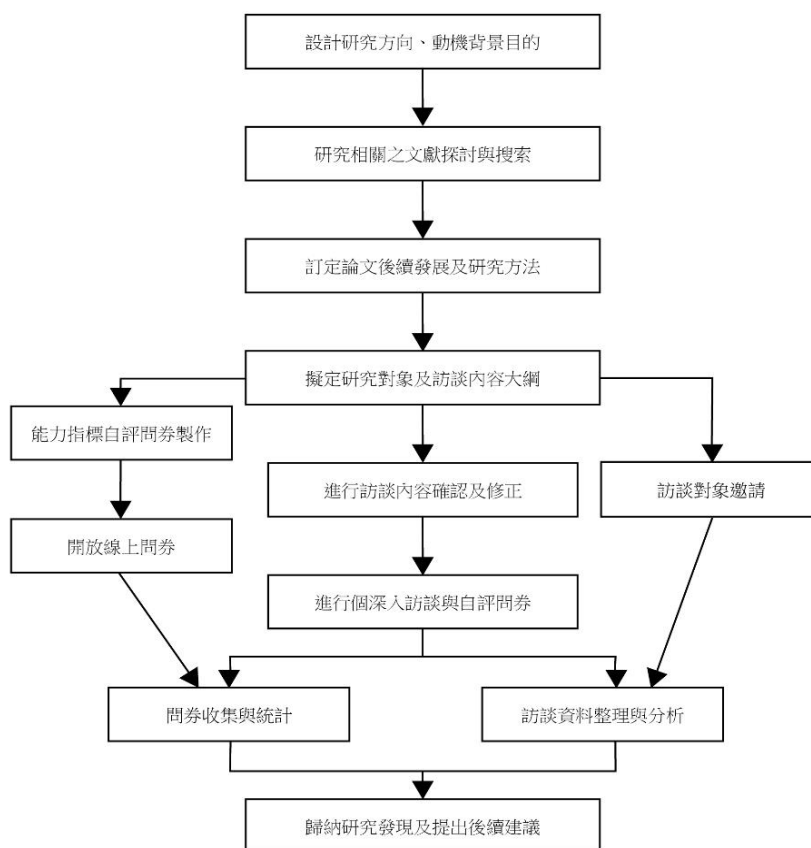 設計研究方向、動機背景目的
研究相關之文獻探討與搜索
訂定論文後續發展及研究方法
擬定研究對象及訪談內容大綱
能力指標自評問券製作
進行訪談內容確認及修正
訪談對象邀請
開放線上問券
進行個深入訪談與自評問券
問券收集與統計
訪談資料整理與分析
歸納研究發現及提出後續建議